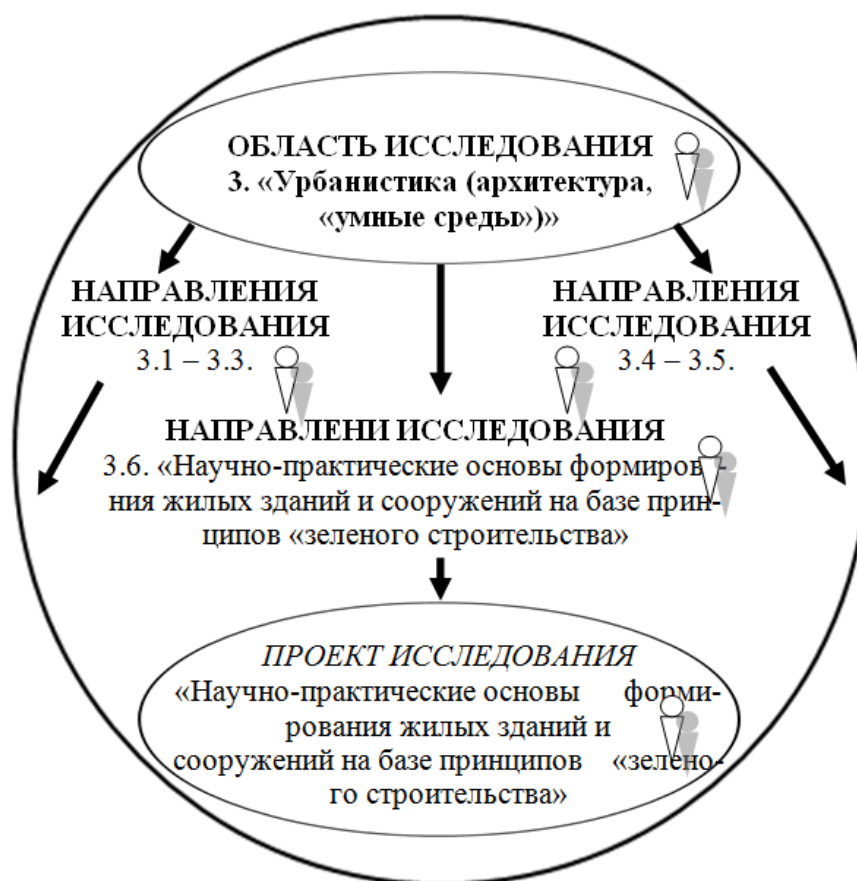 ОБЛАСТЬ ИССЛЕДОВАНИЯ
3. «Урбанистика (архитектура,
«умные среды»)»
НАПРАВЛЕНИЯ
ИССЛЕДОВАНИЯ
3.1 – 3.3.
НАПРАВЛЕНИЯ
ИССЛЕДОВАНИЯ
3.4 – 3.5.
НАПРАВЛЕНИ ИССЛЕДОВАНИЯ
3.6. «Научно-практические основы формирова-
ния жилых зданий и сооружений на базе прин-
ципов «зеленого строительства»
ПРОЕКТ ИССЛЕДОВАНИЯ
«Научно-практические основы форми-
рования жилых зданий и
сооружений на базе принципов «зелено-
го строительства»